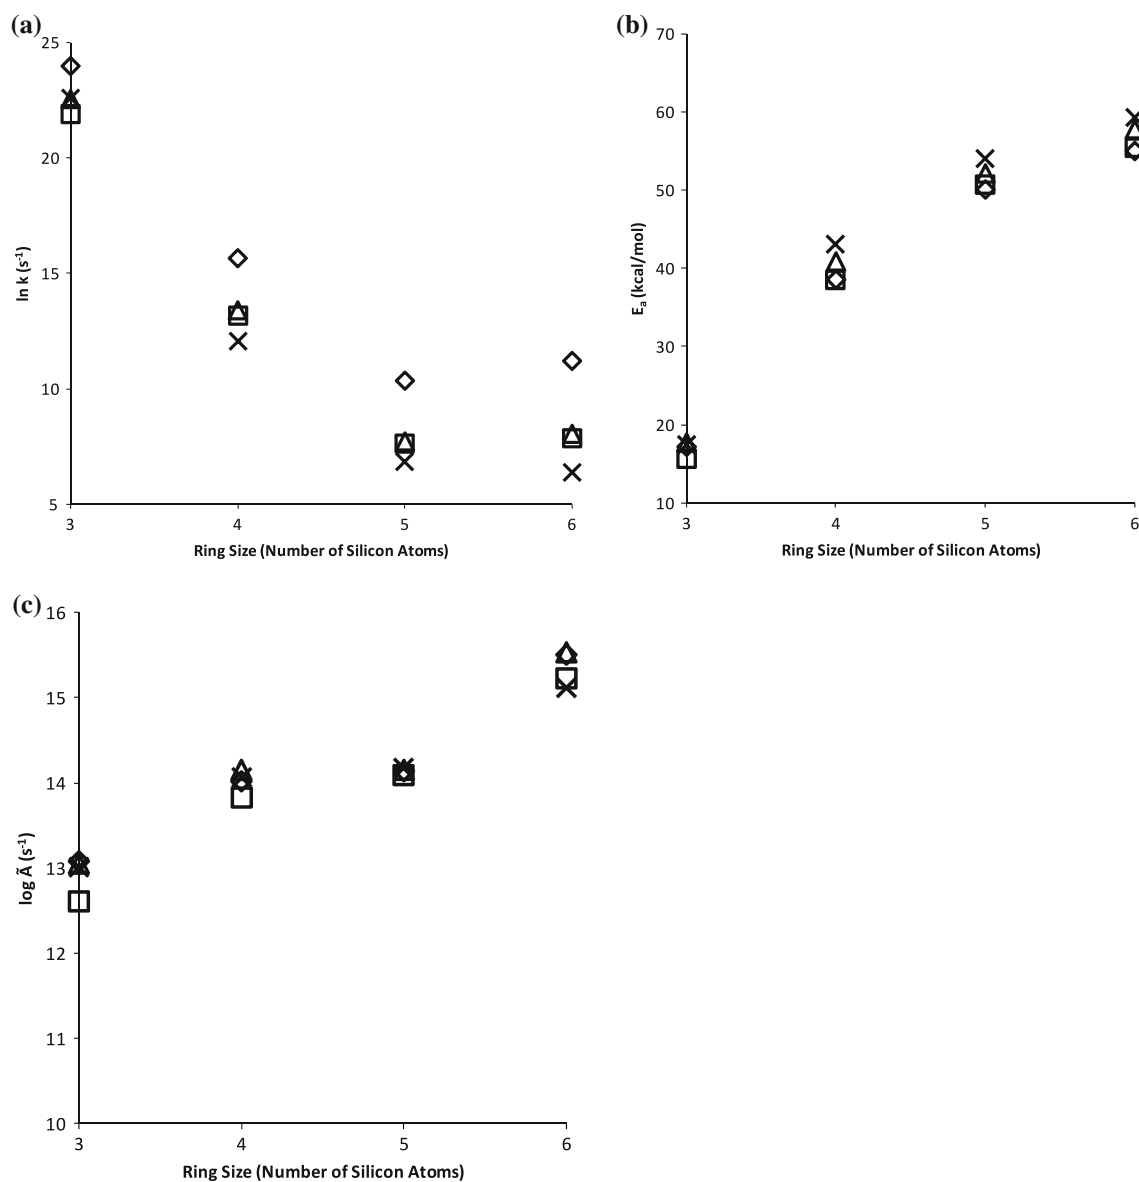 (a)
25
20
15
10
5
ln k (s⁻¹)
3 4 5 6
Ring Size (Number of Silicon Atoms)
(b)
70
60
50
40
30
20
10
Eₐ (kcal/mol)
3 4 5 6
Ring Size (Number of Silicon Atoms)
(c)
16
15
14
13
12
11
10
log Ã (s⁻¹)
3 4 5 6
Ring Size (Number of Silicon Atoms)